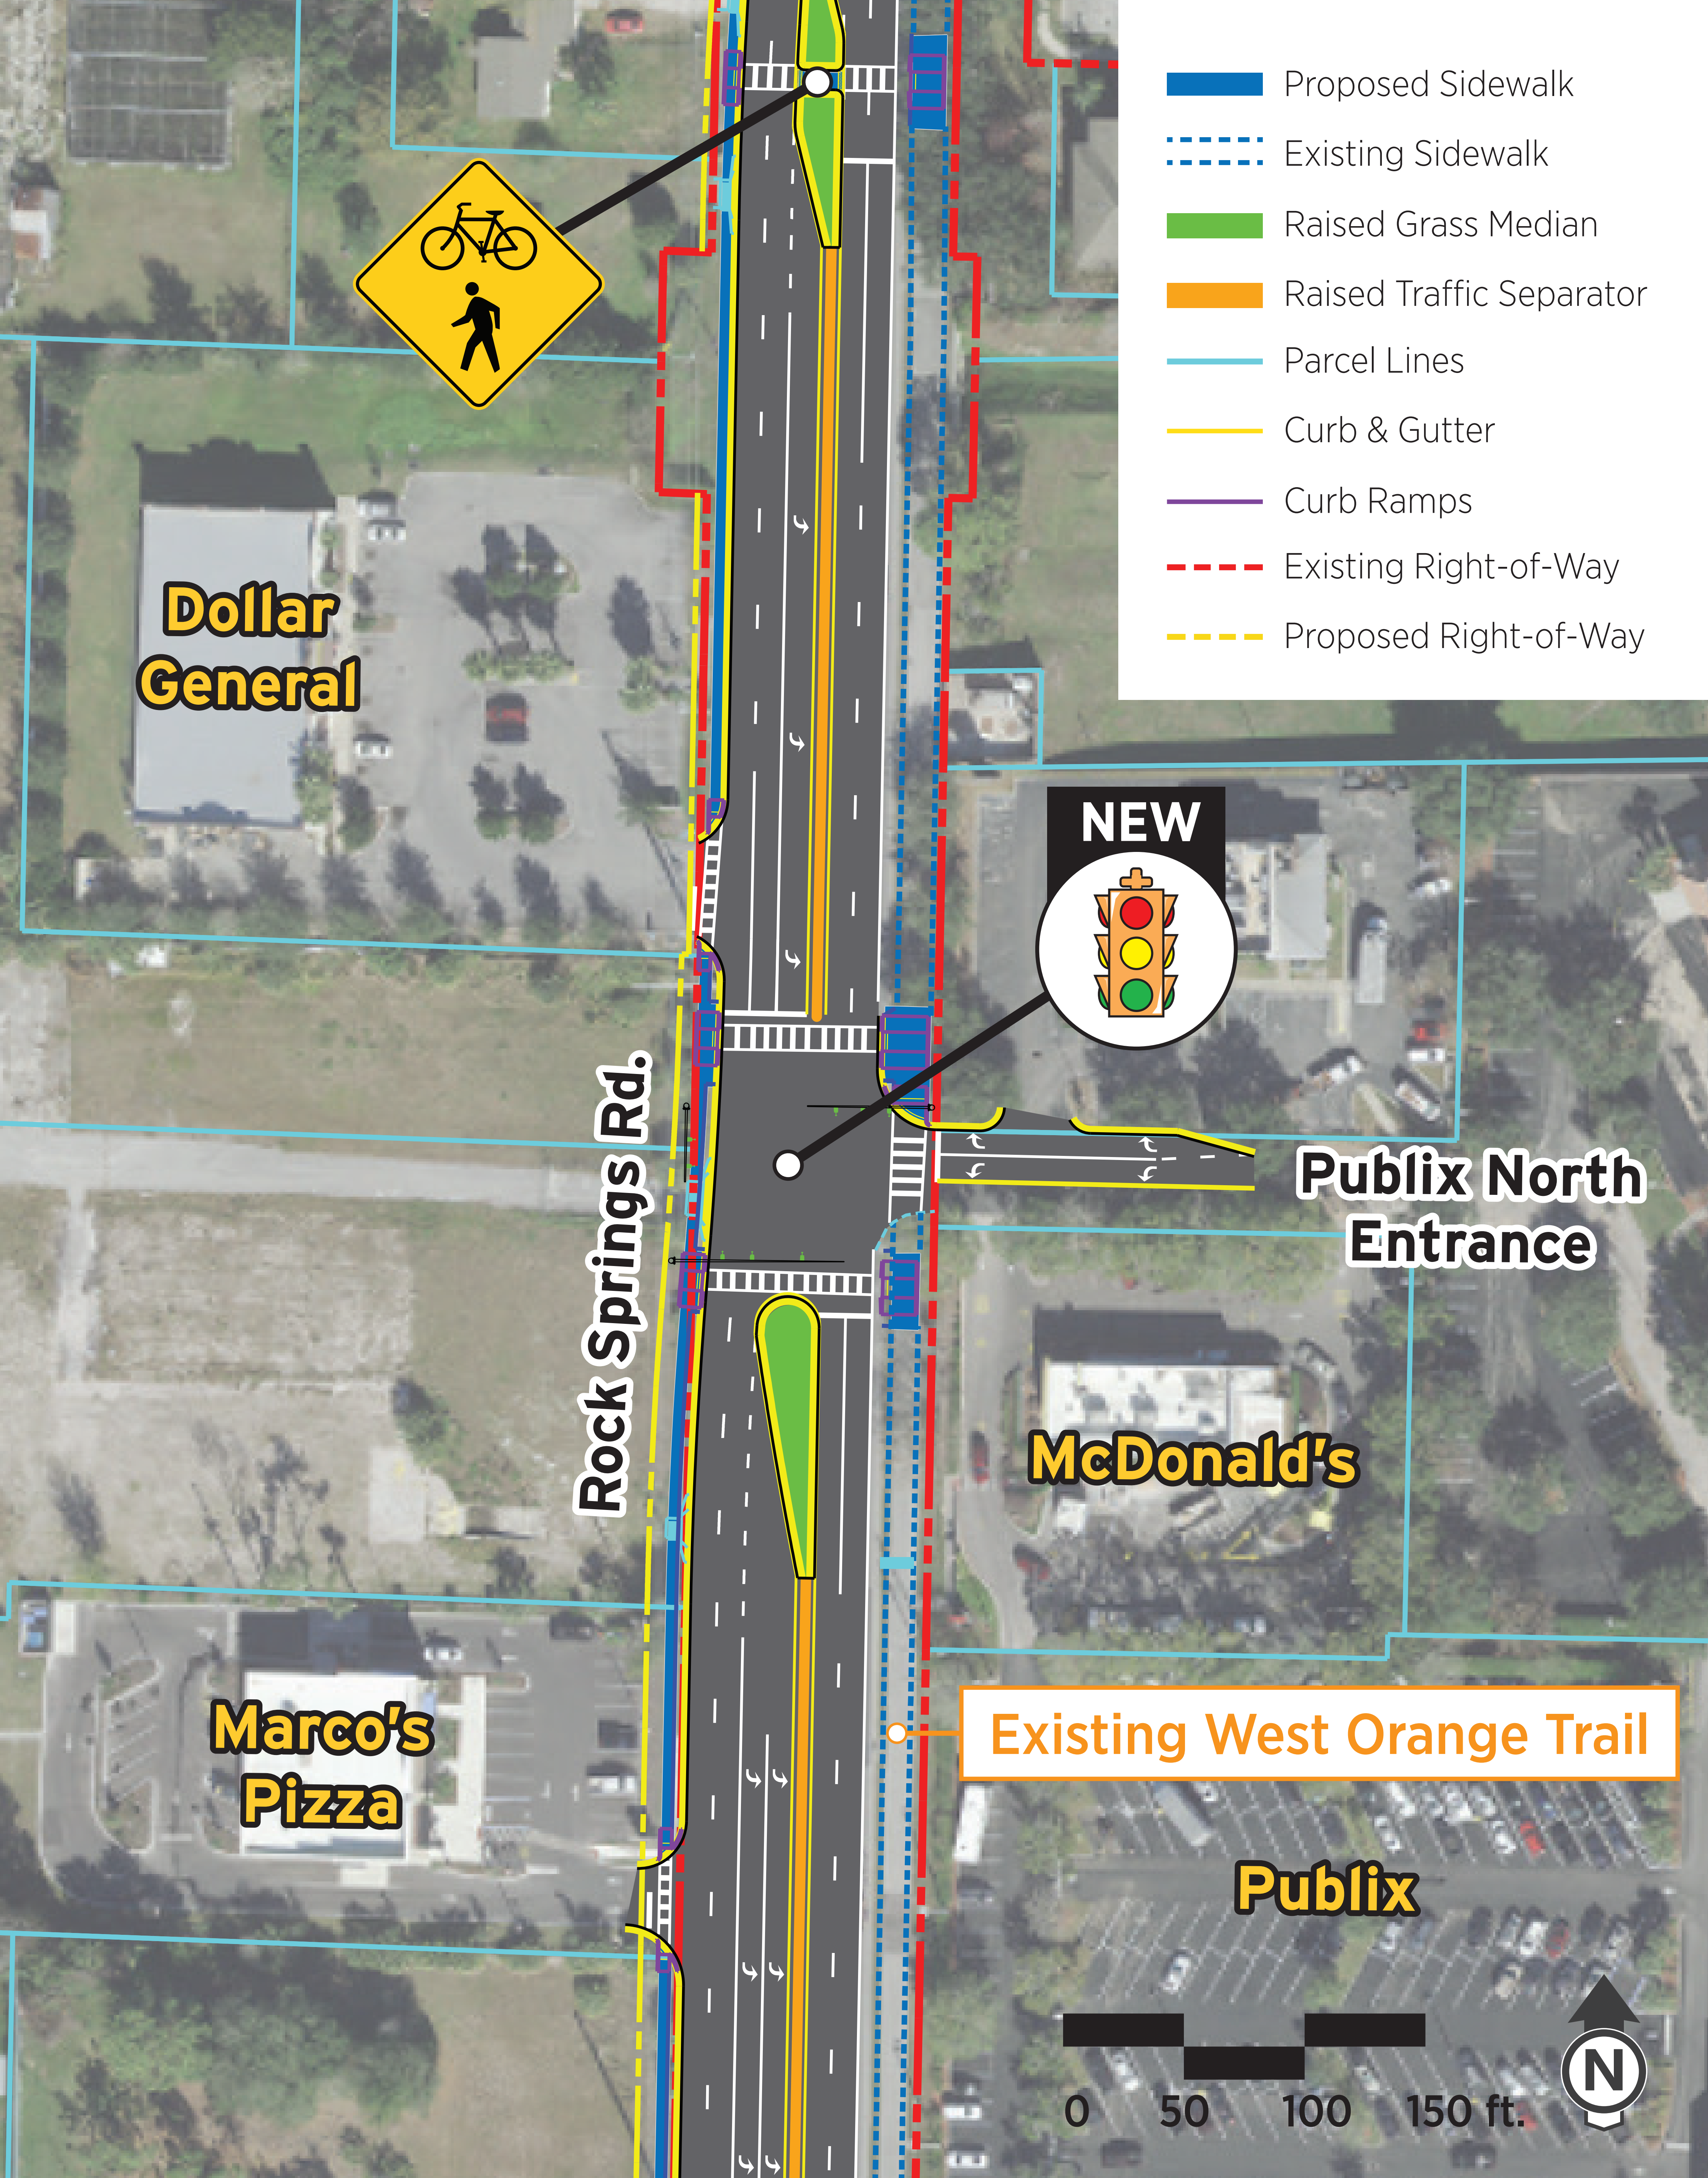 Proposed Sidewalk
Existing Sidewalk
Raised Grass Median
Raised Traffic Separator
Parcel Lines
Curb & Gutter
Curb Ramps
Existing Right-of-Way
Proposed Right-of-Way
Dollar
General
NEW
Rock Springs Rd.
Publix North
Entrance
McDonald's
Marco's
Pizza
Existing West Orange Trail
Publix
0 50 100 150 ft.
N